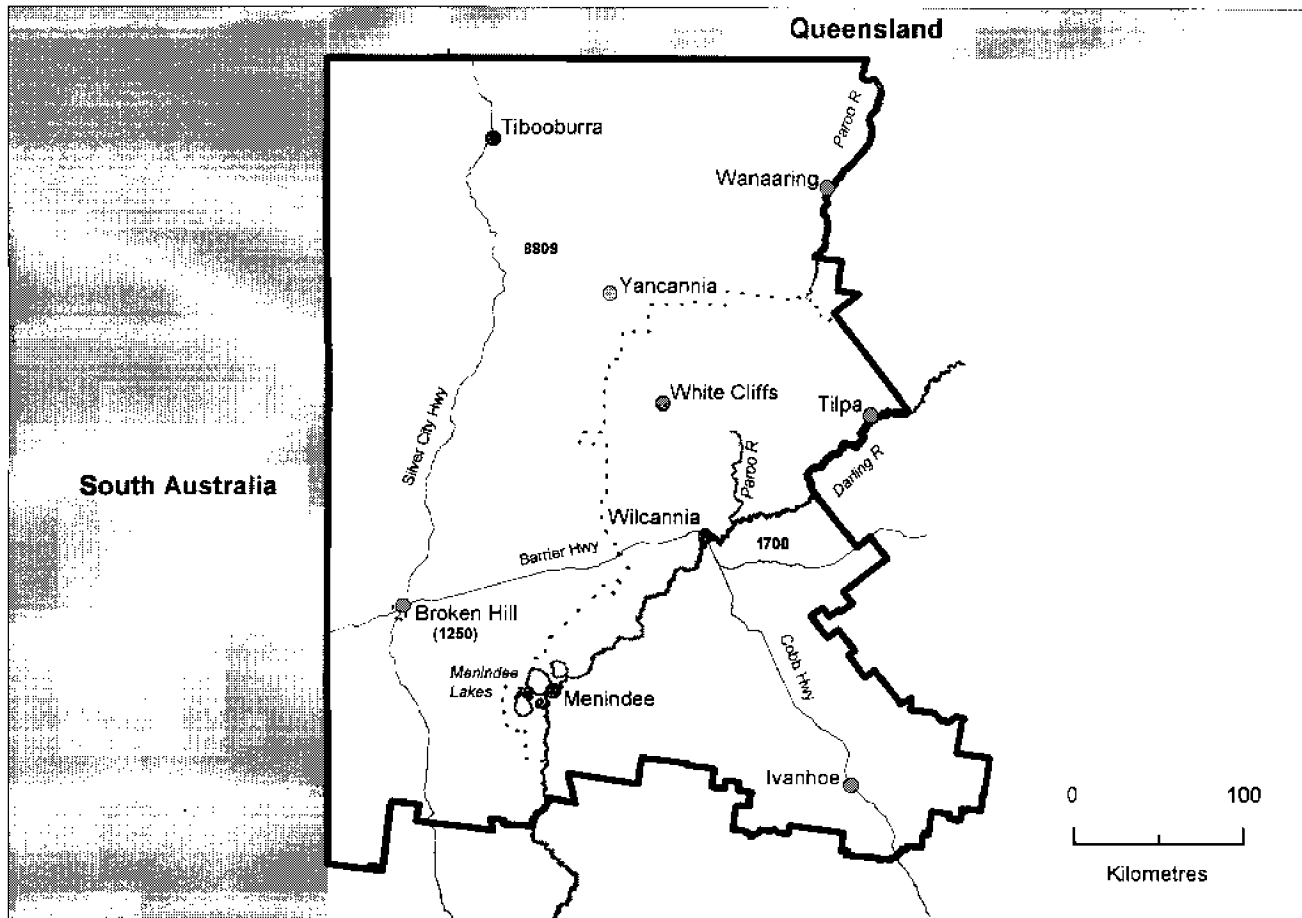 Queensland
Tibooburra
Paroo R
Wanaaring
8809
Yancannia
White Cliffs
Tilpa
Silver City Hwy
South Australia
Paroo R
Darling R
Wilcannia
1700
Barrier Hwy
Broken Hill
(1250)
Cobb Hwy
Menindee
Lakes
Menindee
Ivanhoe
0 100
Kilometres